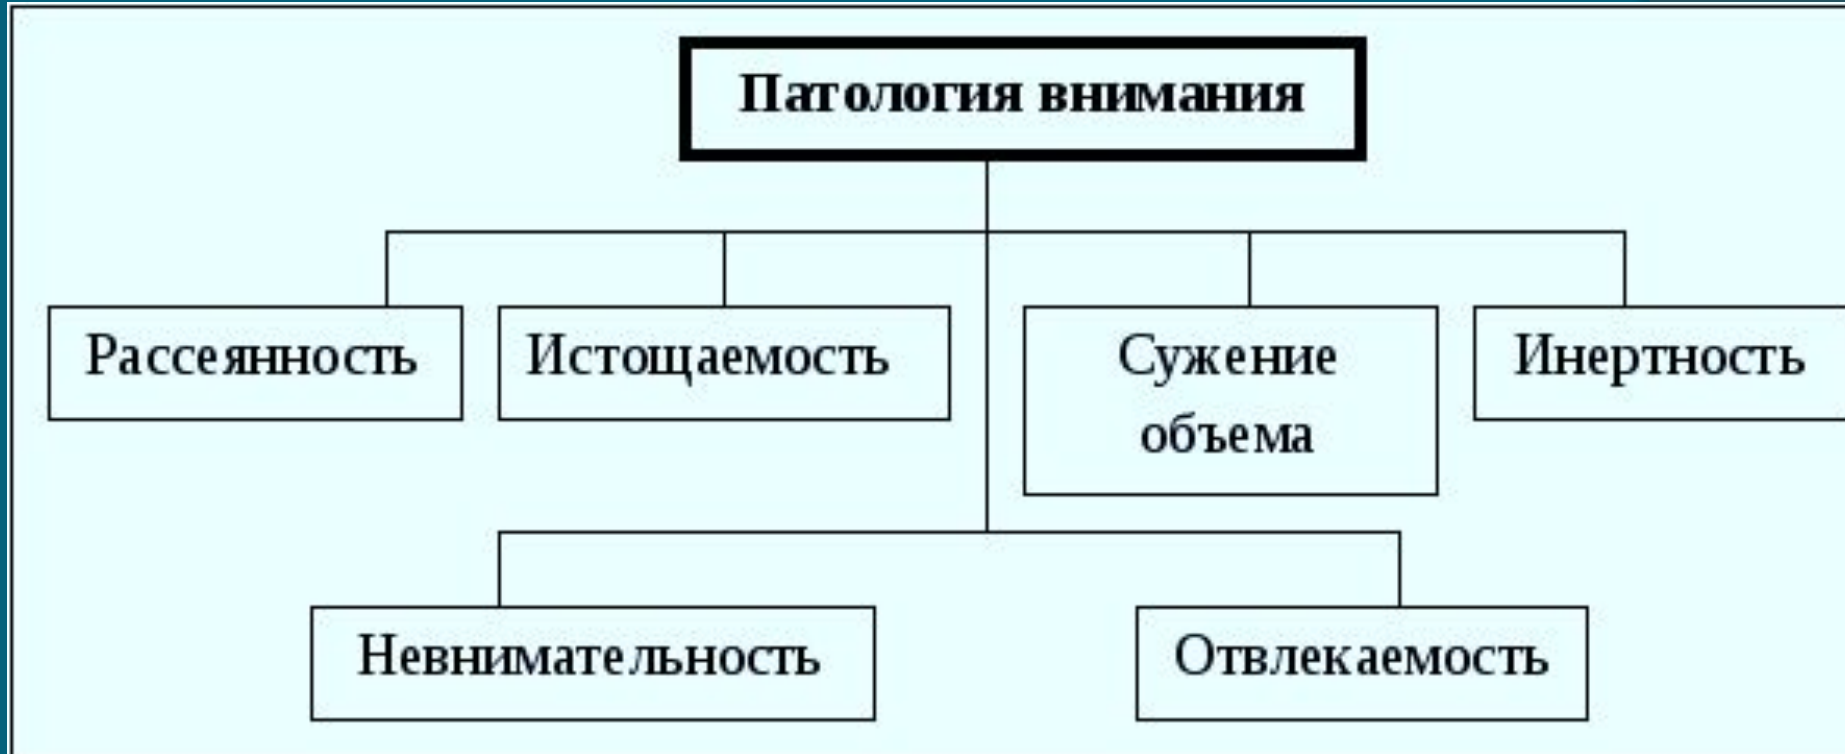 Патология внимания
Рассеянность
Истощаемость
Сужение
объема
Инертность
Невнимательность
Отвлекаемость